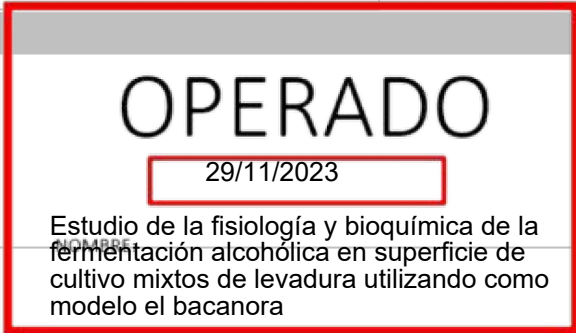 OPERADO
29/11/2023
Estudio de la fisiología y bioquímica de la
NOMBRE
fermentación alcohólica en superficie de
cultivo mixtos de levadura utilizando como
modelo el bacanora